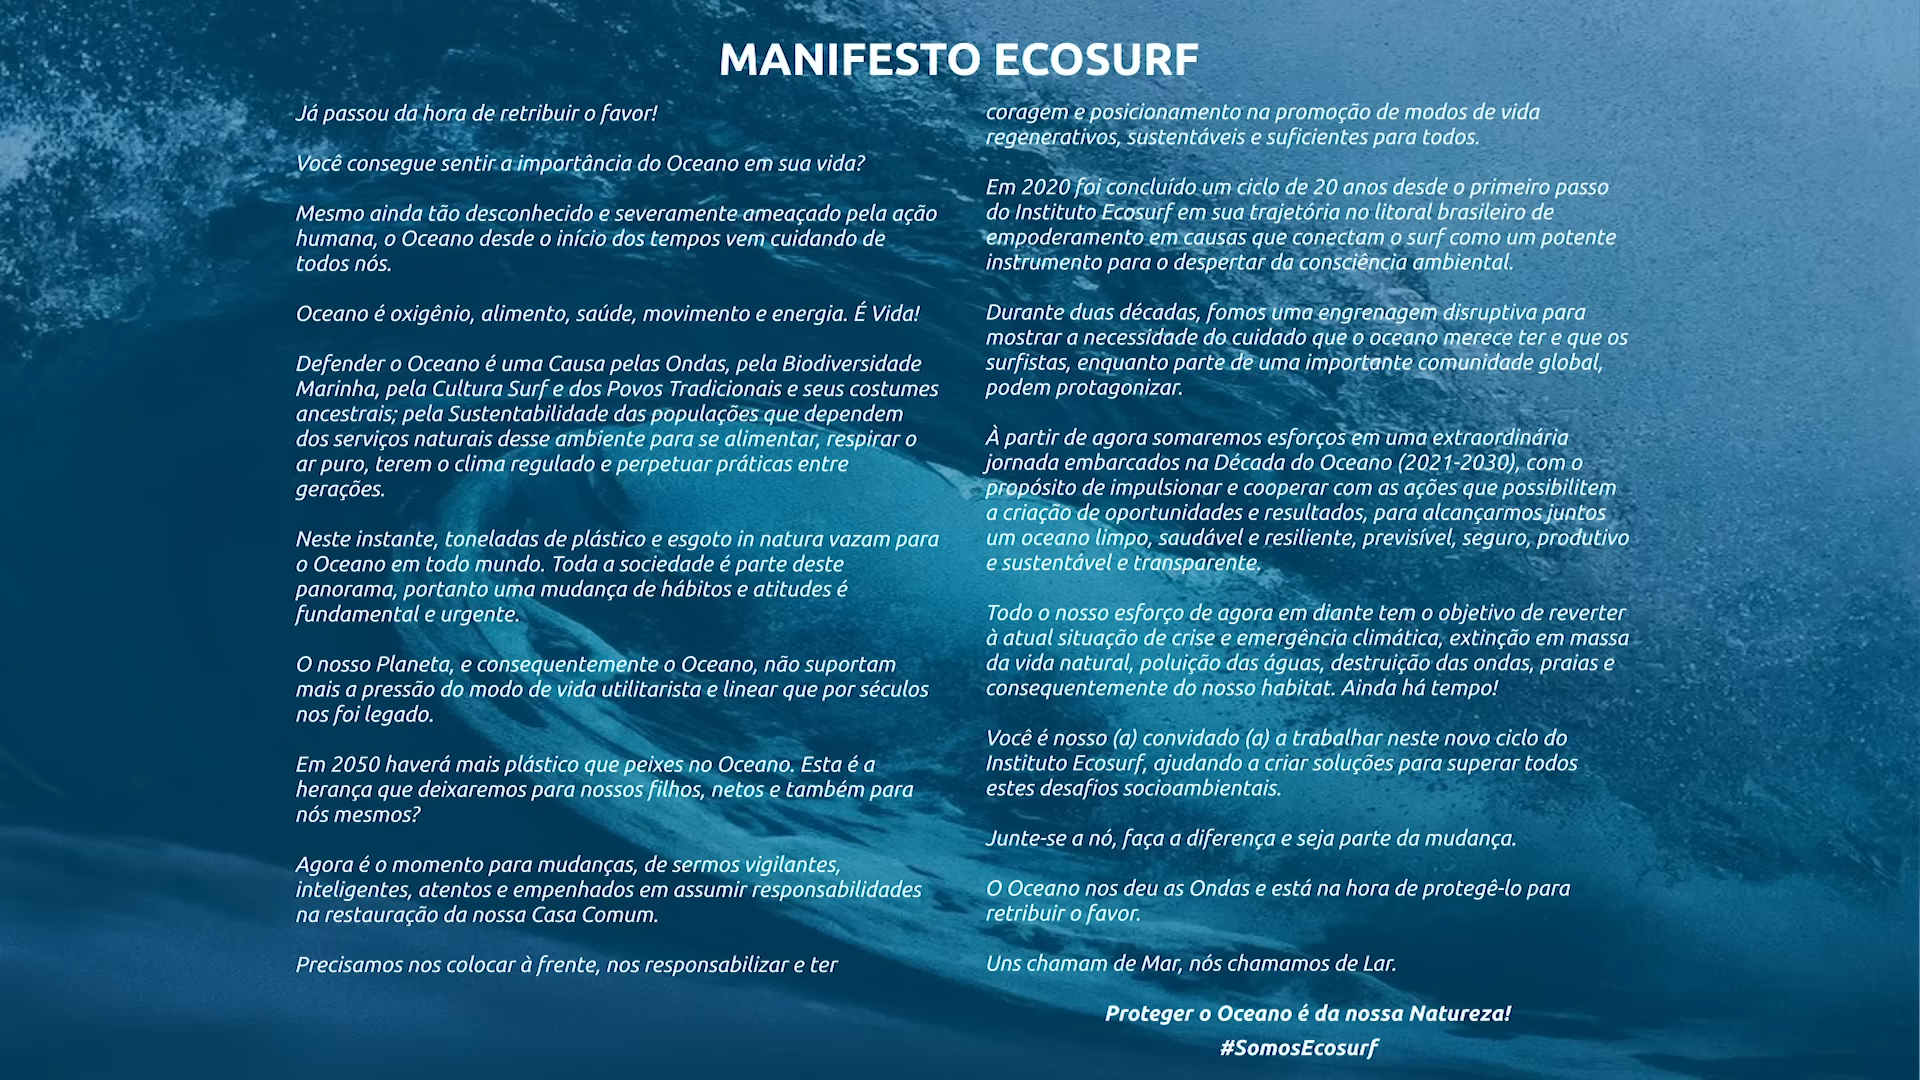 MANIFESTO ECOSURF
Já passou da hora de retribuir o favor!
Você consegue sentir a importância do Oceano em sua vida?
Mesmo ainda tão desconhecido e severamente ameaçado pela ação
humana, o Oceano desde o início dos tempos vem cuidando de
todos nós.
Oceano é oxigênio, alimento, saúde, movimento e energia. É Vida!
Defender o Oceano é uma Causa pelas Ondas, pela Biodiversidade
Marinha, pela Cultura Surf e dos Povos Tradicionais e seus costumes
ancestrais; pela Sustentabilidade das populações que dependem
dos serviços naturais desse ambiente para se alimentar, respirar o
ar puro, terem o clima regulado e perpetuar práticas entre
gerações.
Neste instante, toneladas de plástico e esgoto in natura vazam para
o Oceano em todo mundo. Toda a sociedade é parte deste
panorama, portanto uma mudança de hábitos e atitudes é
fundamental e urgente.
O nosso Planeta, e consequentemente o Oceano, não suportam
mais a pressão do modo de vida utilitarista e linear que por séculos
nos foi legado.
Em 2050 haverá mais plástico que peixes no Oceano. Esta é a
herança que deixaremos para nossos filhos, netos e também para
nós mesmos?
Agora é o momento para mudanças, de sermos vigilantes,
inteligentes, atentos e empenhados em assumir responsabilidades
na restauração da nossa Casa Comum.
Precisamos nos colocar à frente, nos responsabilizar e ter
coragem e posicionamento na promoção de modos de vida
regenerativos, sustentáveis e suficientes para todos.
Em 2020 foi concluído um ciclo de 20 anos desde o primeiro passo
do Instituto Ecosurf em sua trajetória no litoral brasileiro de
empoderamento em causas que conectam o surf como um potente
instrumento para o despertar da consciência ambiental.
Durante duas décadas, fomos uma engrenagem disruptiva para
mostrar a necessidade do cuidado que o oceano merece ter e que os
surfistas, enquanto parte de uma importante comunidade global,
podem protagonizar.
À partir de agora somaremos esforços em uma extraordinária
jornada embarcados na Década do Oceano (2021-2030), com o
propósito de impulsionar e cooperar com as ações que possibilitem
a criação de oportunidades e resultados, para alcançarmos juntos
um oceano limpo, saudável e resiliente, previsível, seguro, produtivo
e sustentável e transparente.
Todo o nosso esforço de agora em diante tem o objetivo de reverter
à atual situação de crise e emergência climática, extinção em massa
da vida natural, poluição das águas, destruição das ondas, praias e
consequentemente do nosso habitat. Ainda há tempo!
Você é nosso (a) convidado (a) a trabalhar neste novo ciclo do
Instituto Ecosurf, ajudando a criar soluções para superar todos
estes desafios socioambientais.
Junte-se a nó, faça a diferença e seja parte da mudança.
O Oceano nos deu as Ondas e está na hora de protegê-lo para
retribuir o favor.
Uns chamam de Mar, nós chamamos de Lar.
Proteger o Oceano é da nossa Natureza!
#SomosEcosurf